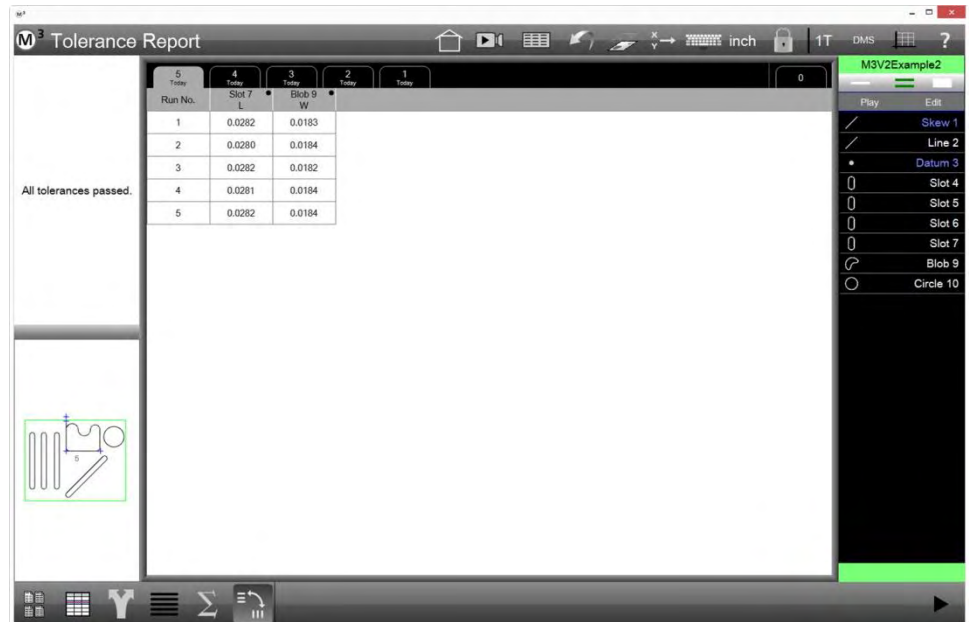 M³
M³ Tolerance Report
inch
1T
DMS
?
M3V2Example2
5 4 3 2 1 0
Today Today Today Today Today
Run No. Slot 7 Blob 9
L W
1 0.0282 0.0183
2 0.0280 0.0184
3 0.0282 0.0182
4 0.0281 0.0184
5 0.0282 0.0184
All tolerances passed.
5
Play Edit
Skew 1
Line 2
Datum 3
Slot 4
Slot 5
Slot 6
Slot 7
Blob 9
Circle 10